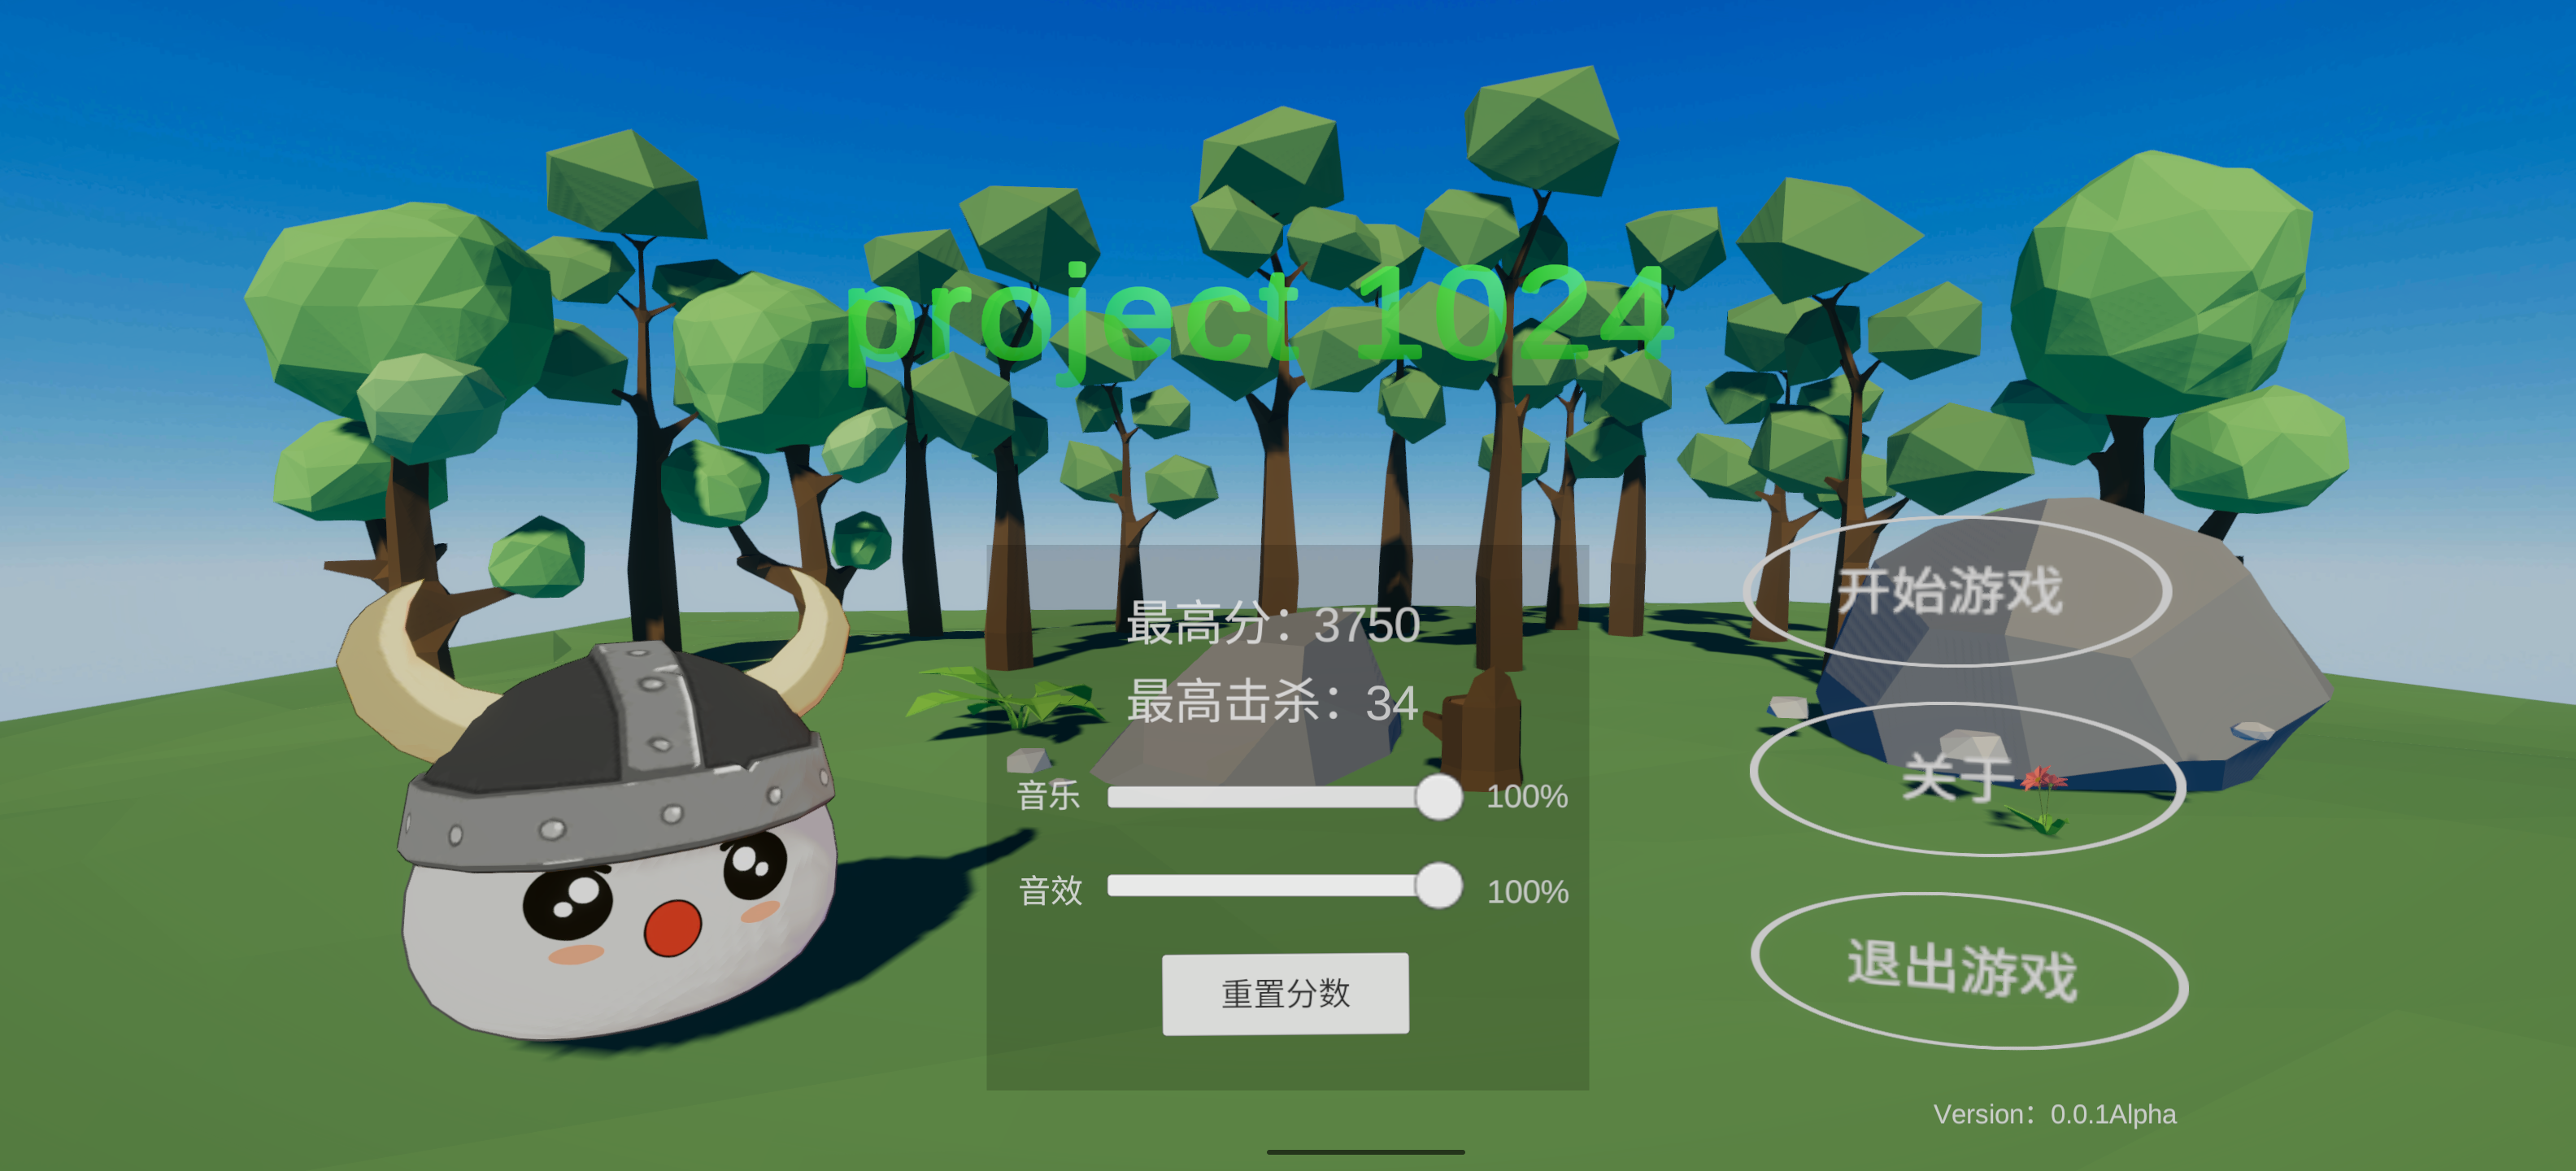 project 1024
最高分：3750
最高击杀：34
音乐 100%
音效 100%
重置分数
开始游戏
关于
退出游戏
Version：0.0.1Alpha